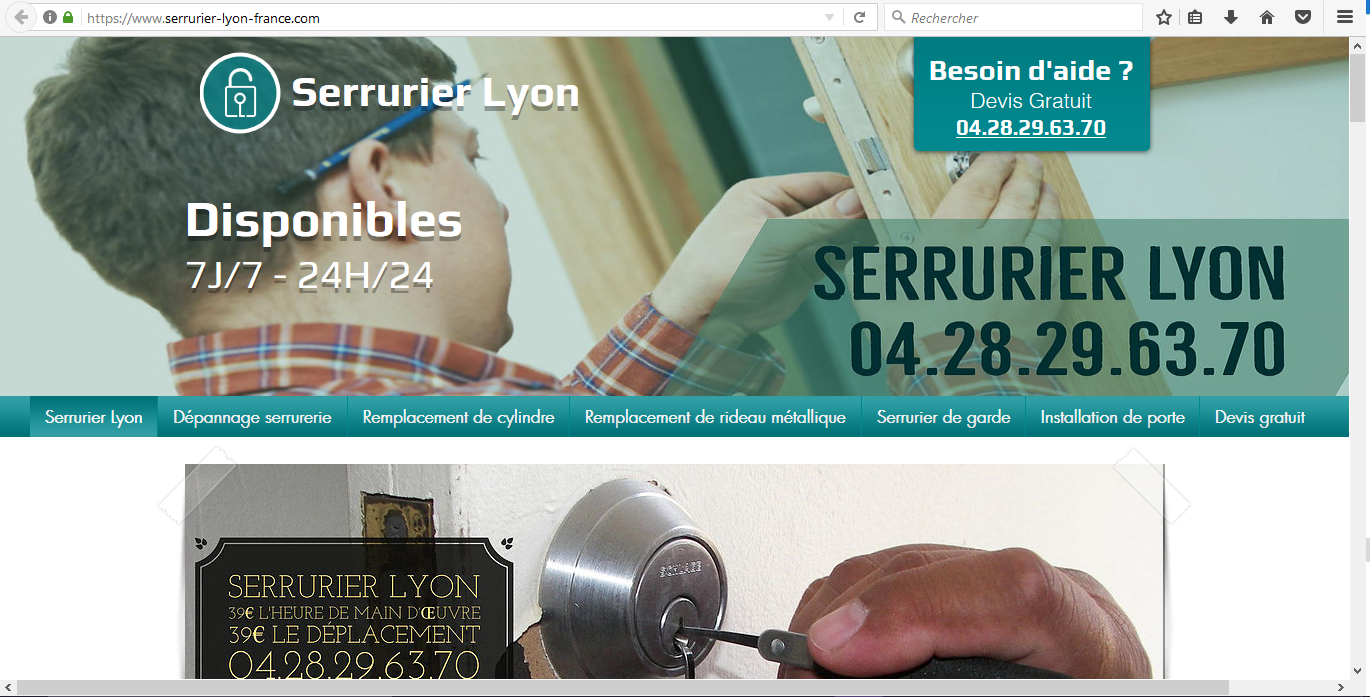 https://www.serrurier-lyon-france.com
Rechercher
Serrurier Lyon
Besoin d'aide ?
Devis Gratuit
04.28.29.63.70
Disponibles
7J/7 - 24H/24
SERRURIER LYON
04.28.29.63.70
Serrurier Lyon
Dépannage serrurerie
Remplacement de cylindre
Remplacement de rideau métallique
Serrurier de garde
Installation de porte
Devis gratuit
SCHLAGE
SERRURIER LYON
39€ L'HEURE DE MAIN D'ŒUVRE
39€ LE DÉPLACEMENT
04.28.29.63.70